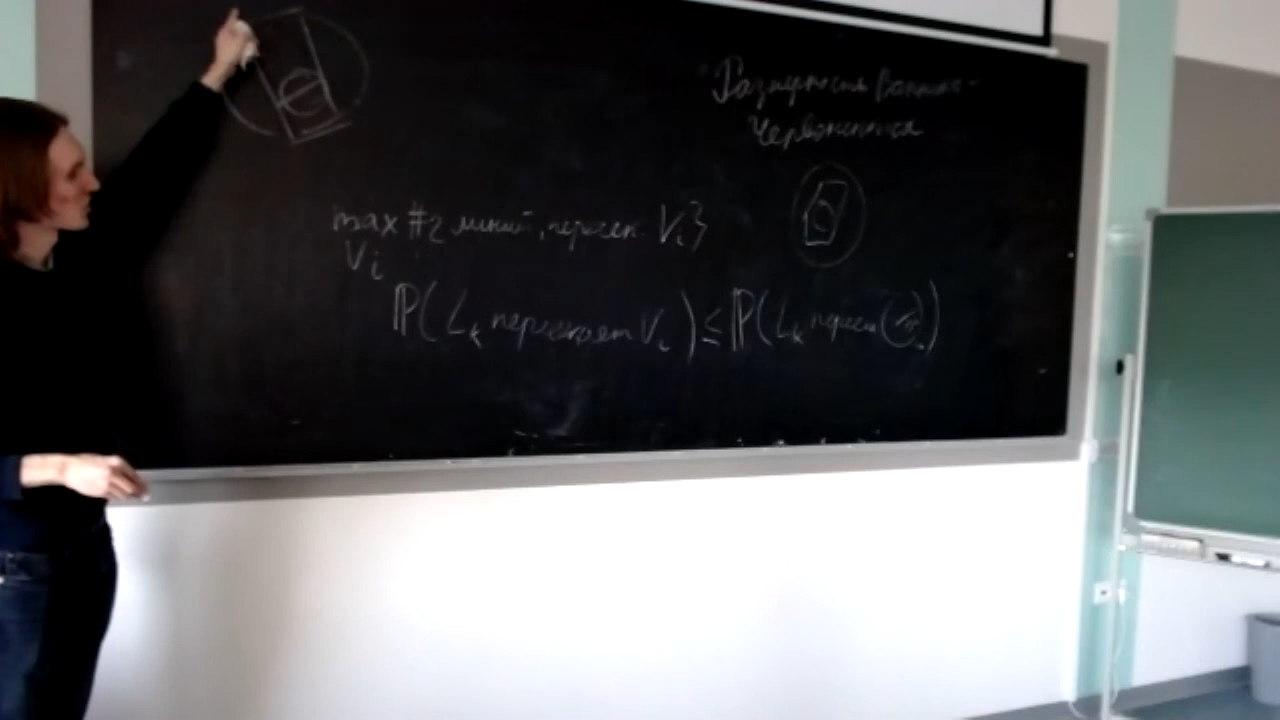 Размерность Вапника-
Червоненкиса
max #{ линий, пересек. Vi}
Vi
ℙ(Lₖ пересекает Vᵢ) ≤ ℙ(Lₖ пересек